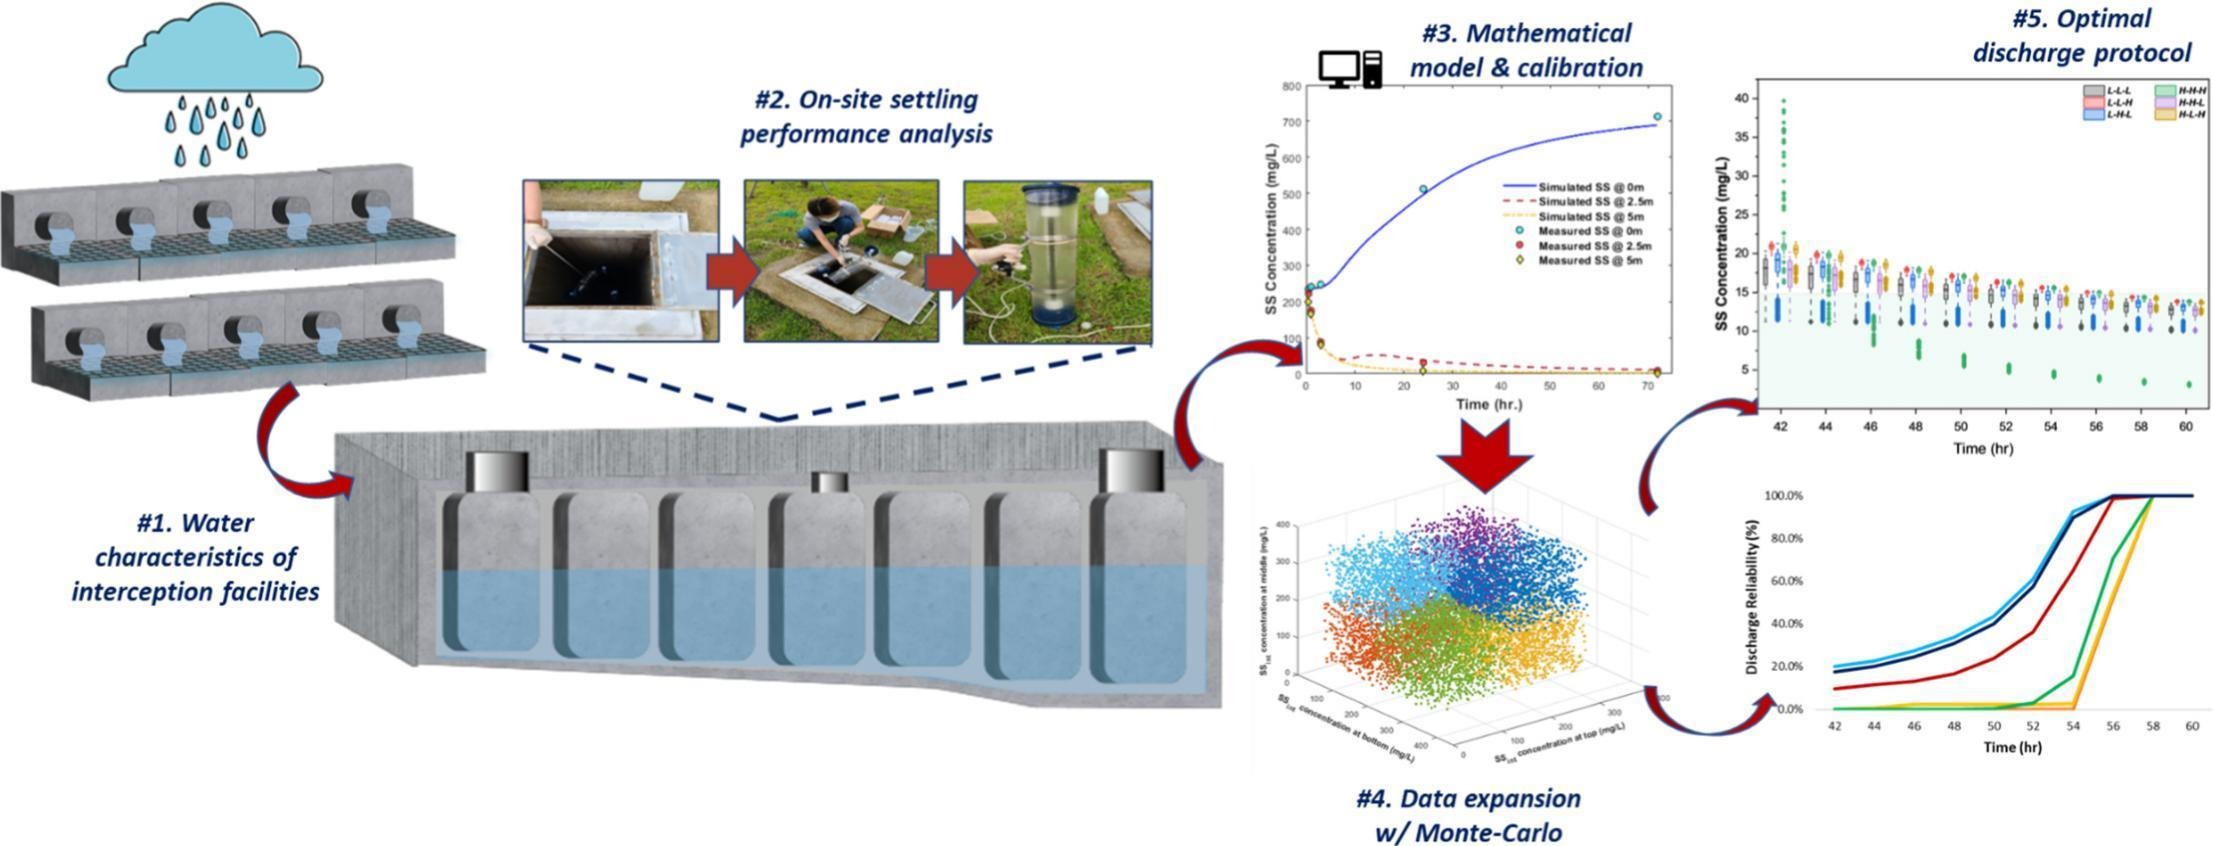 #1. Water
characteristics of
interception facilities
#2. On-site settling
performance analysis
#3. Mathematical
model & calibration
800
700
600
500
400
300
200
100
0
SS Concentration (mg/L)
Simulated SS @ 0m
Simulated SS @ 2.5m
Simulated SS @ 5m
Measured SS @ 0m
Measured SS @ 2.5m
Measured SS @ 5m
0 10 20 30 40 50 60 70
Time (hr.)
400
300
200
100
0
SSint concentration at middle (mg/L)
0 100 200 300 400
SSint concentration at bottom (mg/L)
0 100 200 300
SSint concentration at top (mg/L)
#4. Data expansion
w/ Monte-Carlo
#5. Optimal
discharge protocol
40
35
30
25
20
15
10
5
SS Concentration (mg/L)
L-L-L H-H-H
L-L-H H-H-L
L-H-L H-L-H
42 44 46 48 50 52 54 56 58 60
Time (hr)
100.0%
80.0%
60.0%
40.0%
20.0%
0.0%
Discharge Reliability (%)
42 44 46 48 50 52 54 56 58 60
Time (hr)